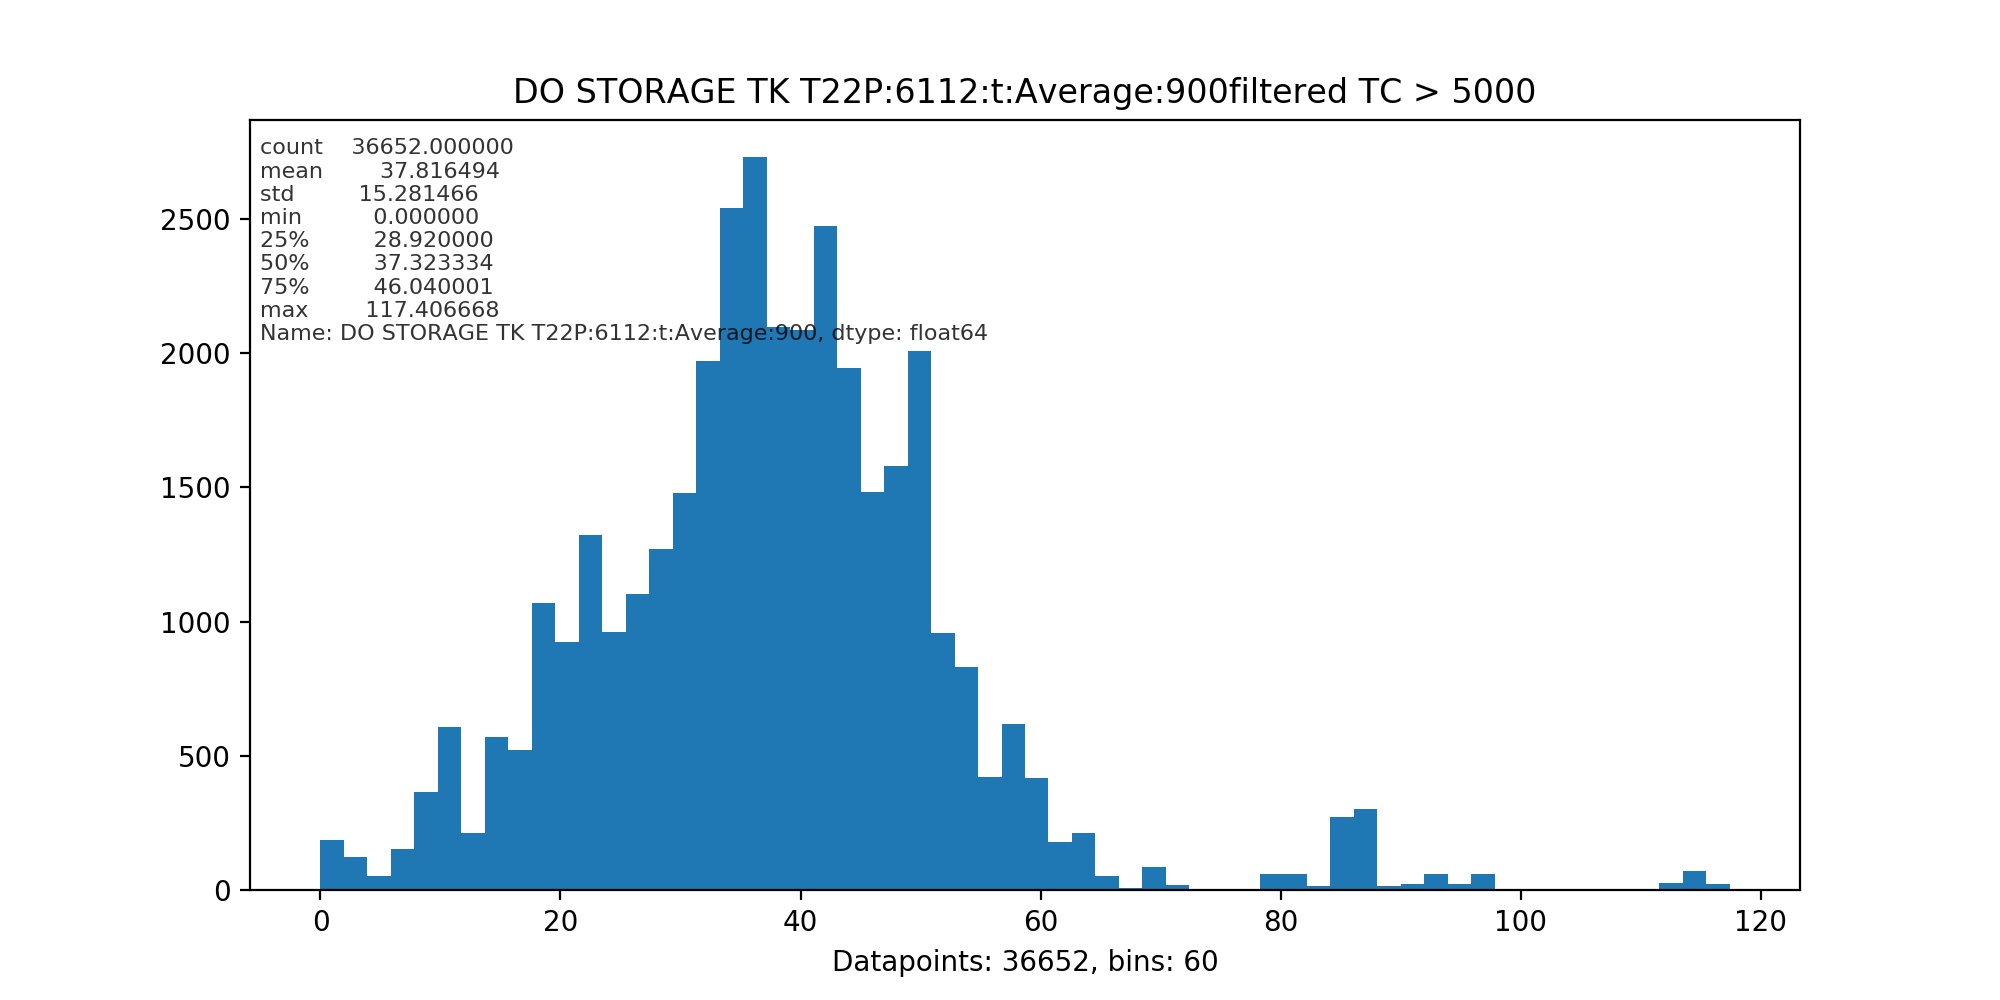 DO STORAGE TK T22P:6112:t:Average:900filtered TC > 5000
count 36652.000000
mean 37.816494
std 15.281466
min 0.000000
25% 28.920000
50% 37.323334
75% 46.040001
max 117.406668
Name: DO STORAGE TK T22P:6112:t:Average:900, dtype: float64
2500
2000
1500
1000
500
0
0 20 40 60 80 100 120
Datapoints: 36652, bins: 60